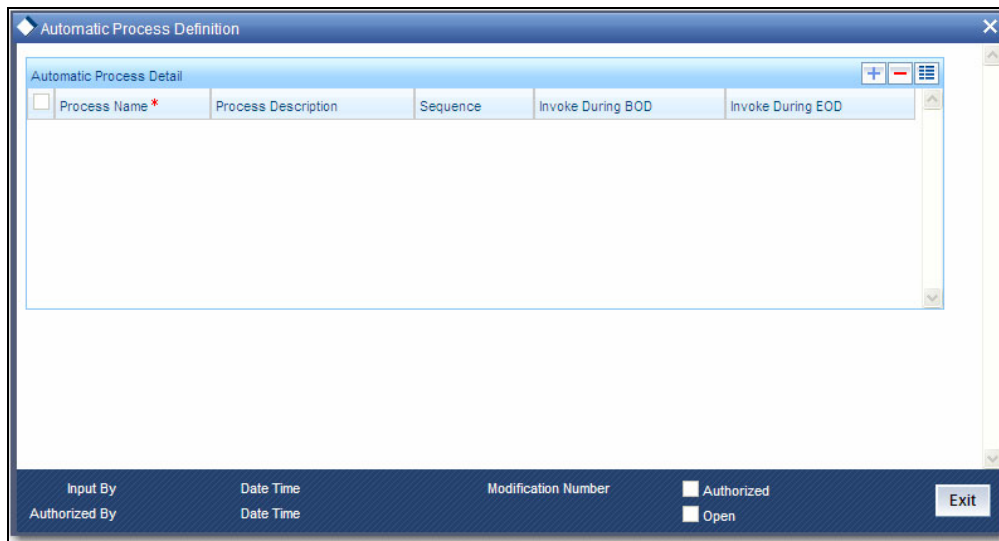 Automatic Process Definition
Automatic Process Detail
Process Name * Process Description Sequence Invoke During BOD Invoke During EOD
Input By Date Time Modification Number Authorized
Authorized By Date Time Open
Exit